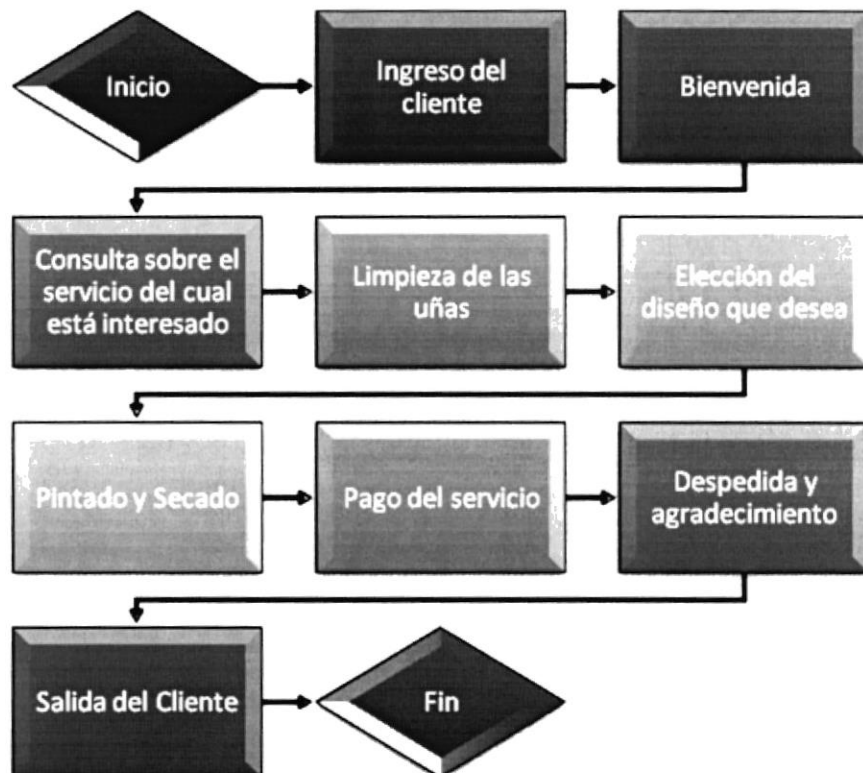 Inicio
Ingreso del
cliente
Bienvenida
Consulta sobre el
servicio del cual
está interesado
Limpieza de las
uñas
Elección del
diseño que desea
Pintado y Secado
Pago del servicio
Despedida y
agradecimiento
Salida del Cliente
Fin